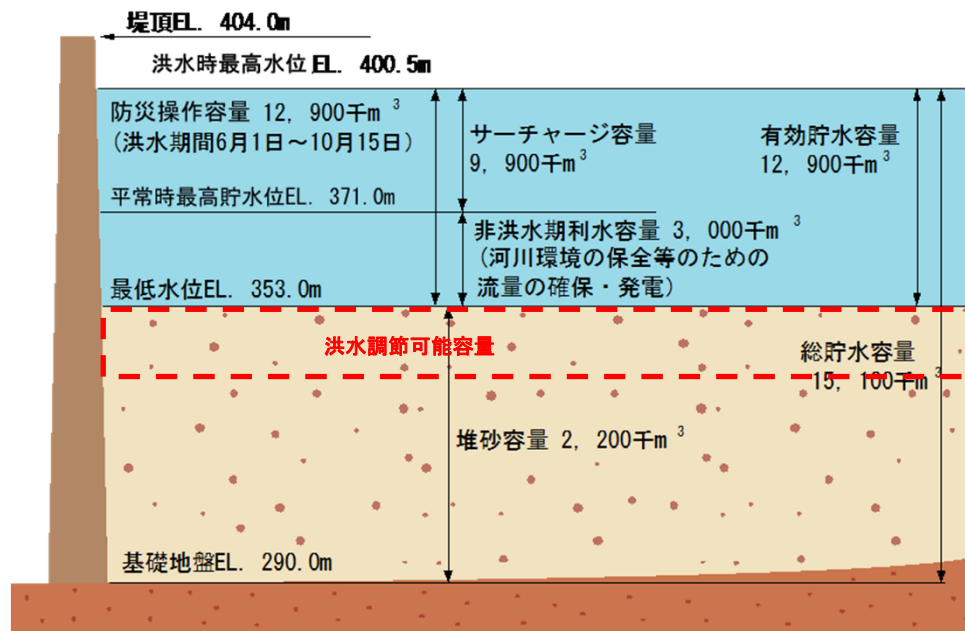 堤頂EL. 404.0m
洪水時最高水位EL. 400.5m
防災操作容量 12, 900千m3
(洪水期間6月1日～10月15日)
サーチャージ容量
9, 900千m3
有効貯水容量
12, 900千m3
平常時最高貯水位EL. 371.0m
非洪水期利水容量 3, 000千m3
(河川環境の保全等のための
流量の確保・発電)
最低水位EL. 353.0m
洪水調節可能容量
総貯水容量
15, 100千m3
堆砂容量 2, 200千m3
基礎地盤EL. 290.0m